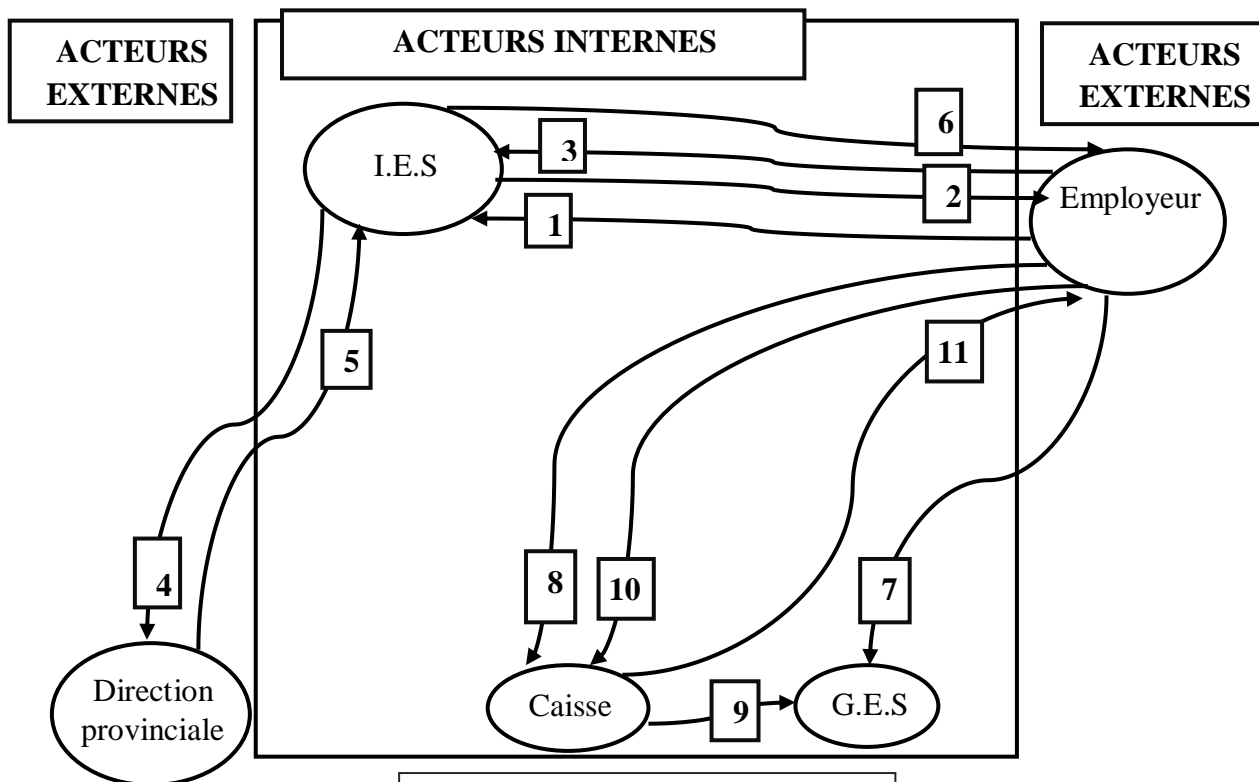 ACTEURS
EXTERNES
ACTEURS INTERNES
ACTEURS
EXTERNES
6
3
I.E.S
2
Employeur
1
5
11
4
8
10
7
Direction
provinciale
Caisse
9
G.E.S